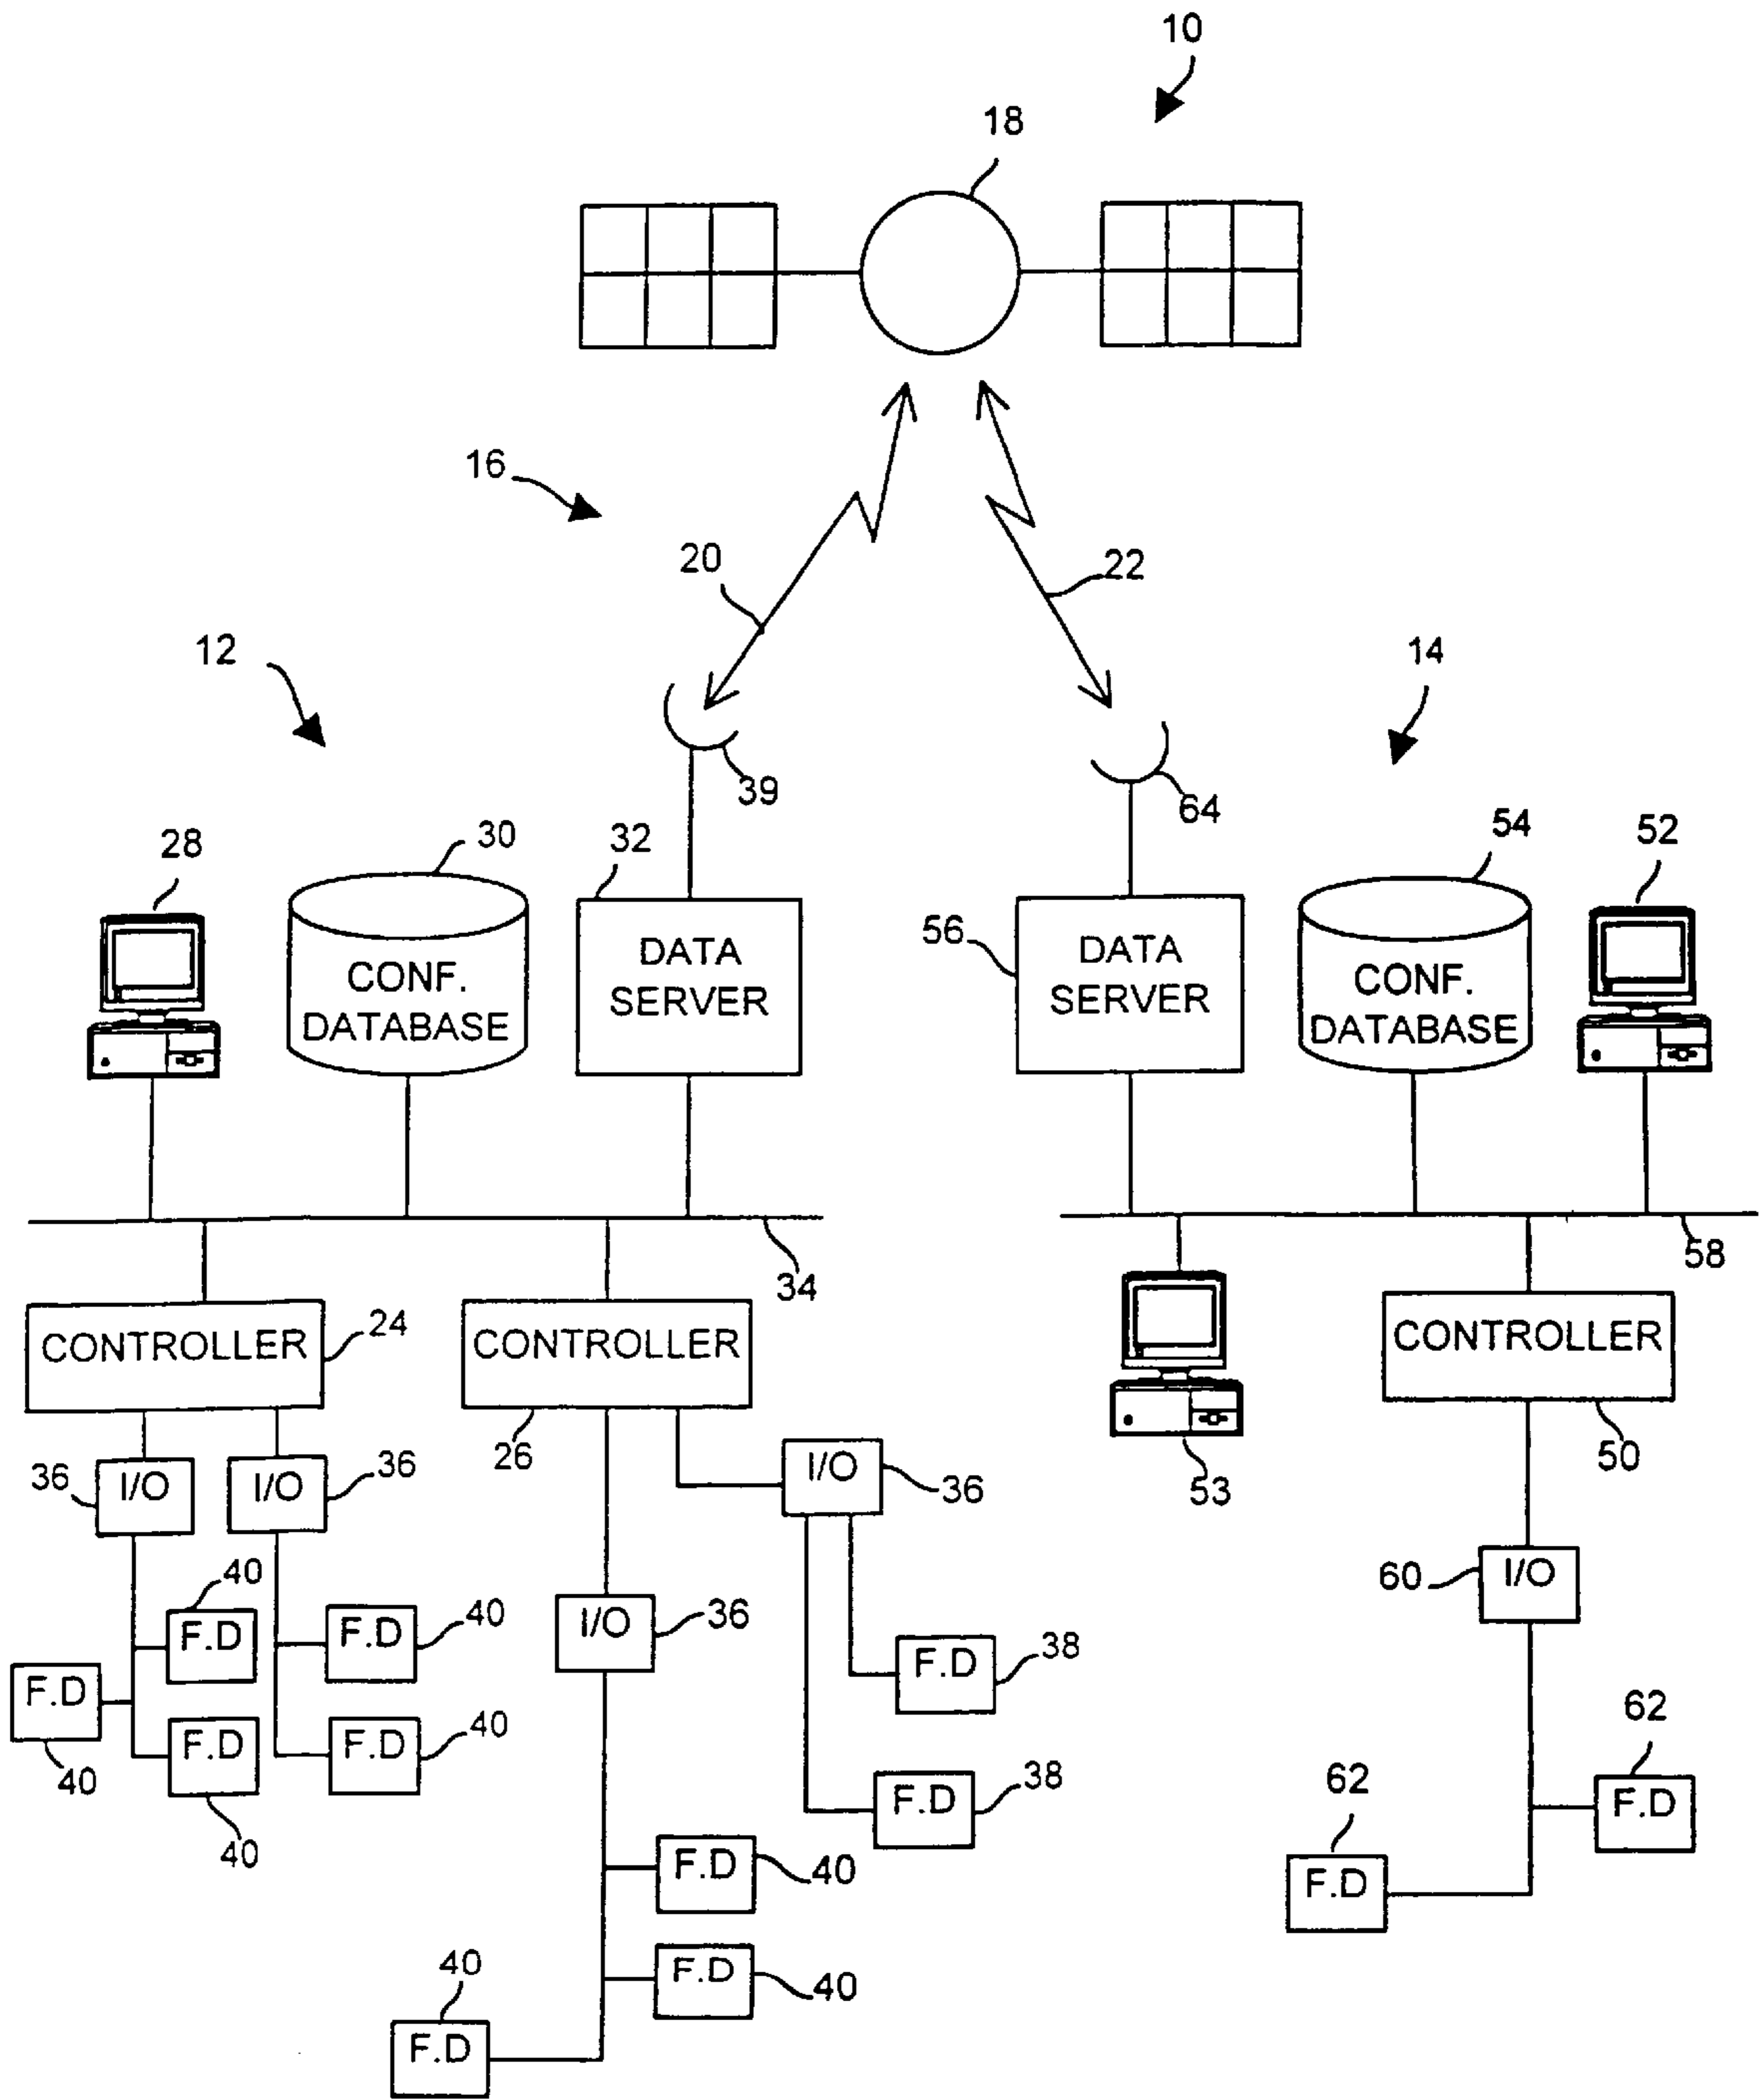 10
18
16
20
22
12
14
39
64
28
30
32
54
52
56
CONF.
DATABASE
DATA
SERVER
DATA
SERVER
CONF.
DATABASE
34
58
CONTROLLER
24
CONTROLLER
26
CONTROLLER
50
53
36
I/O
I/O
36
I/O
36
I/O
36
60
I/O
40
F.D
F.D
40
F.D
40
F.D
40
F.D
40
F.D
38
F.D
38
F.D
40
F.D
40
40
F.D
62
F.D
62
F.D